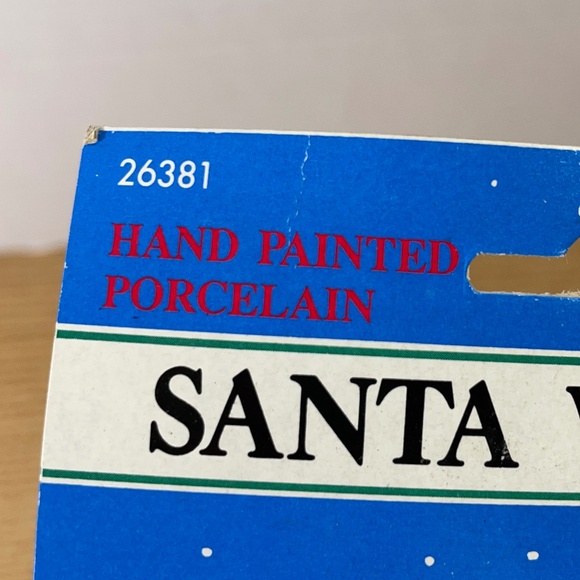 26381
HAND PAINTED
PORCELAIN
SANTA